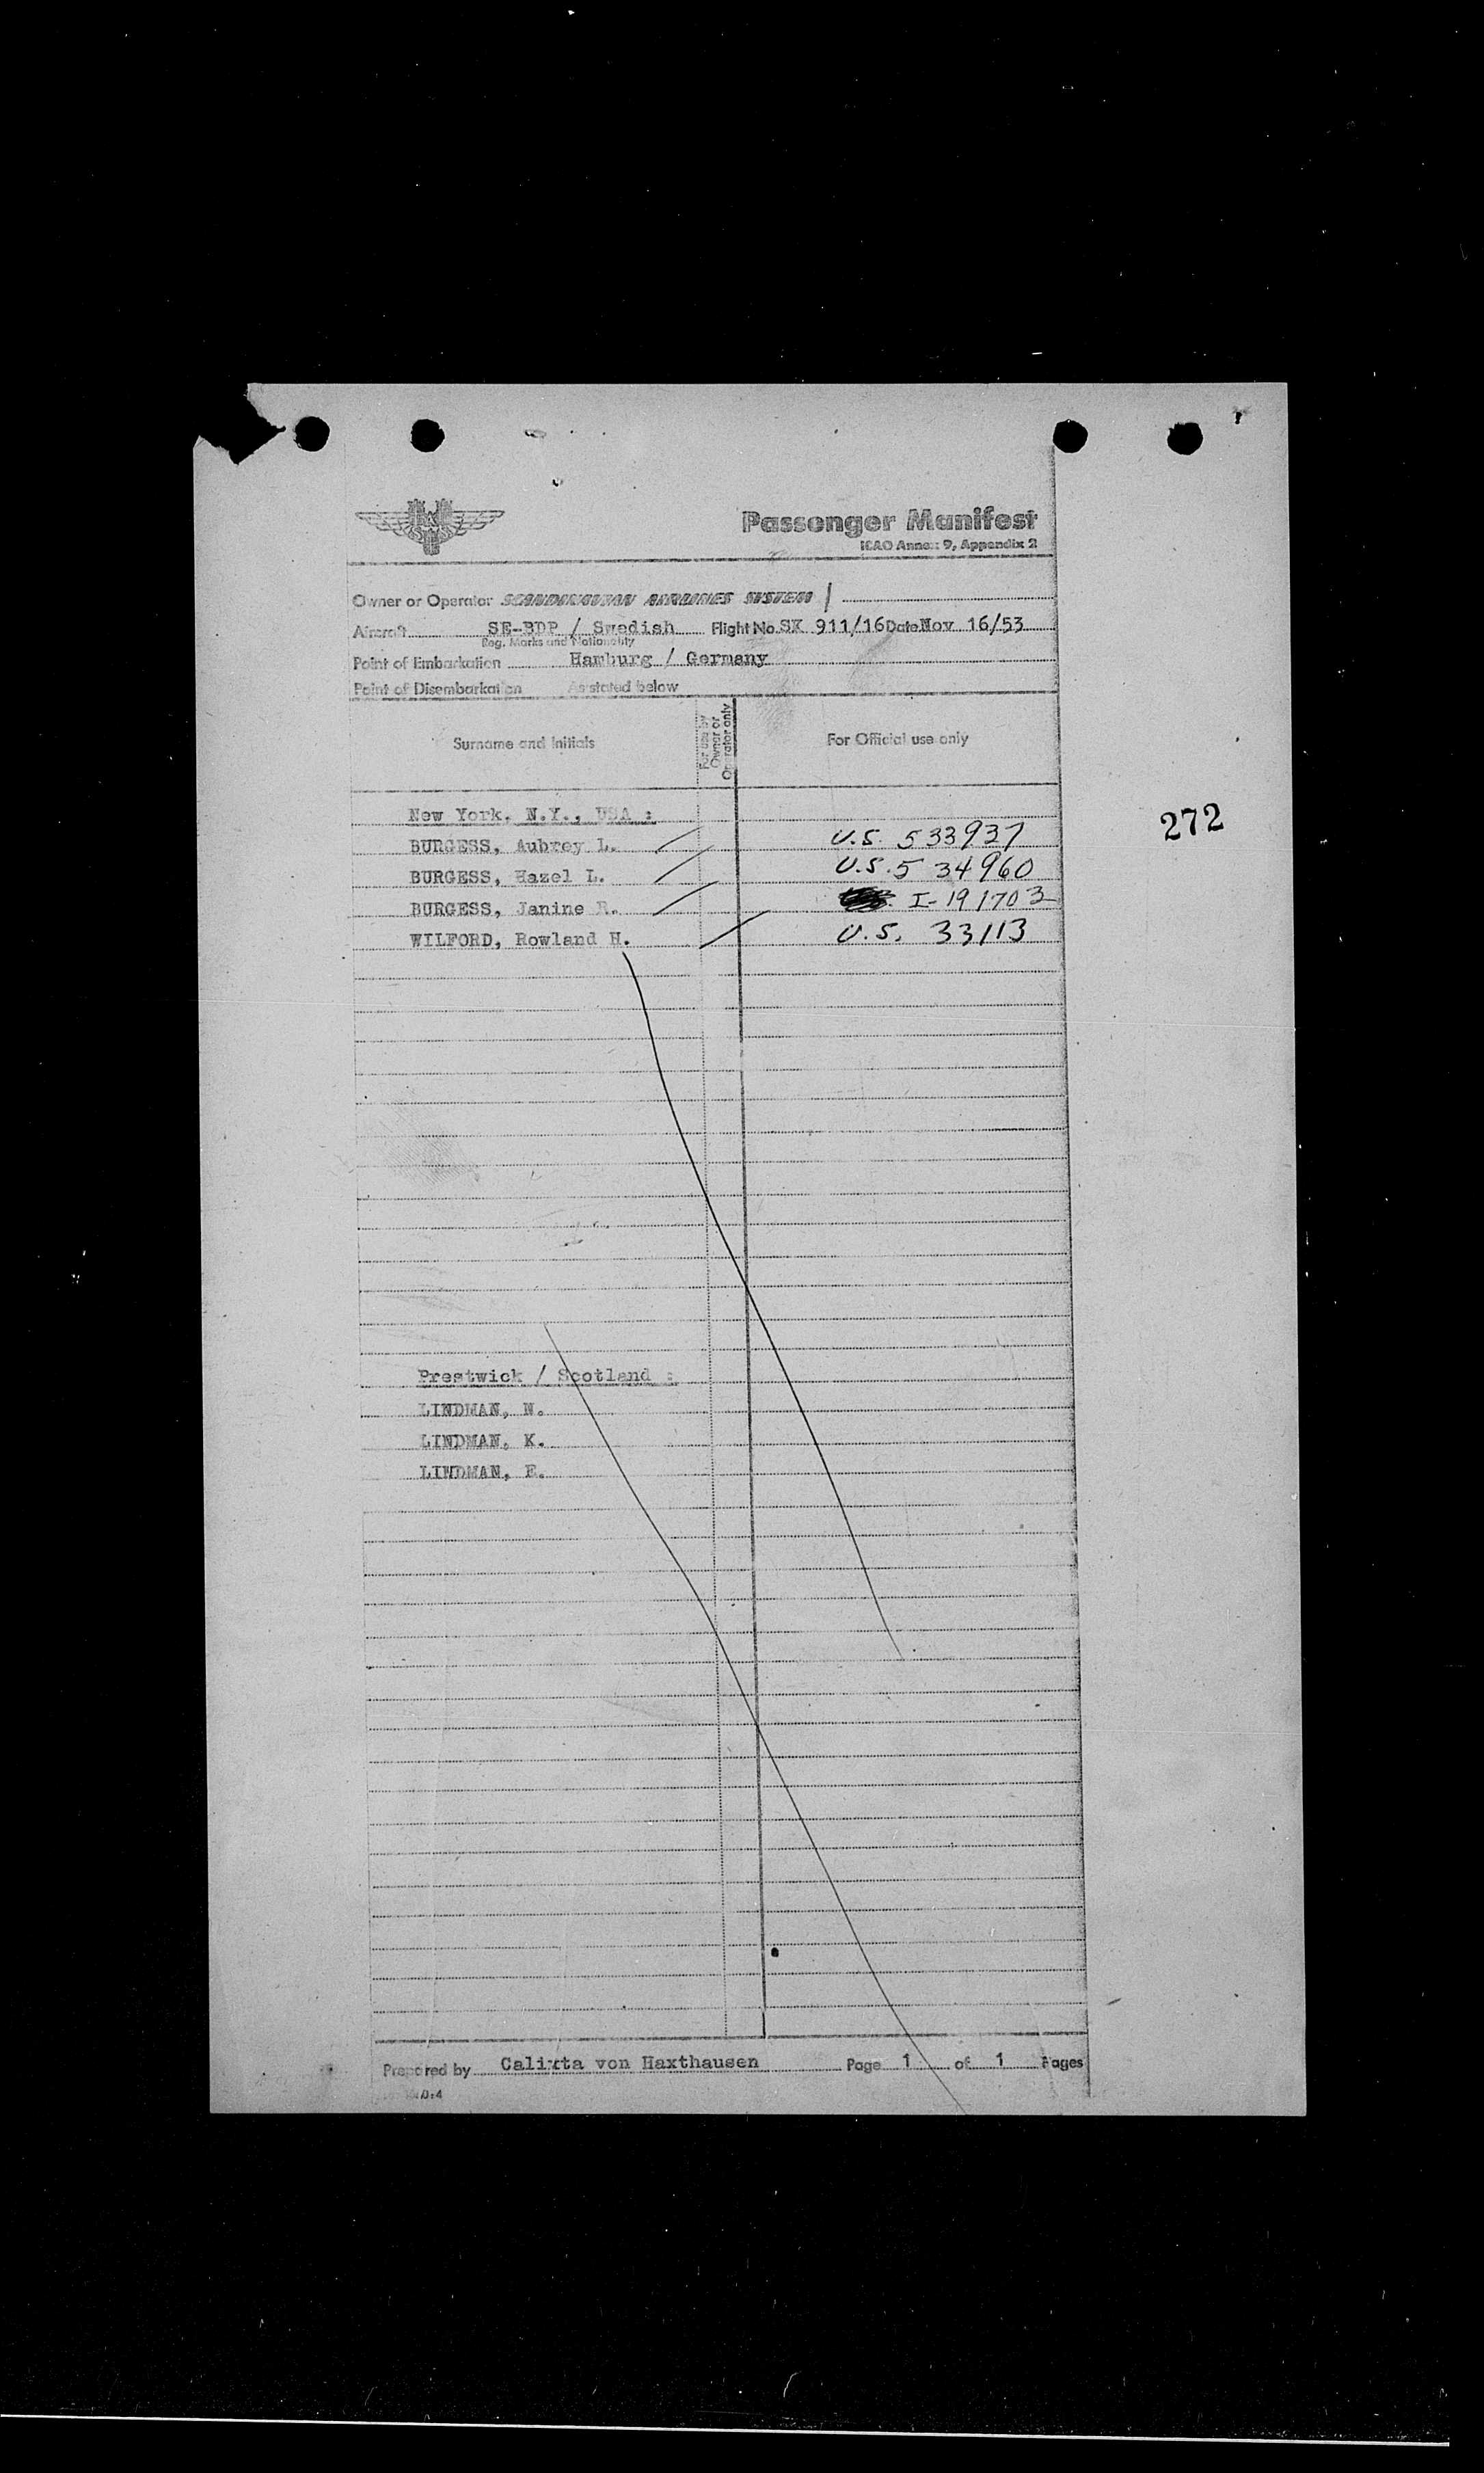 Passenger Manifest
ICAO Annex 9, Appendix 2
Owner or Operator SCANDINAVIAN AIRLINES SYSTEM
Aircraft SE-BDP / Swedish Flight No. SK 911/16 Date Nov 16/53
Reg. Marks and Nationality
Point of Embarkation Hamburg / Germany
Point of Disembarkation As stated below
Surname and Initials
For use by Owner or Operator only
For Official use only
New York, N.Y., USA :
BURGESS, Aubrey L. U.S. 533937
BURGESS, Hazel L. U.S. 534960
BURGESS, Janine R. I-191703
WILFORD, Rowland H. U.S. 33113
272
Prestwick / Scotland :
LINDMAN, N.
LINDMAN, K.
LINDMAN, E.
Prepared by Calixta von Haxthausen Page 1 of 1 Pages